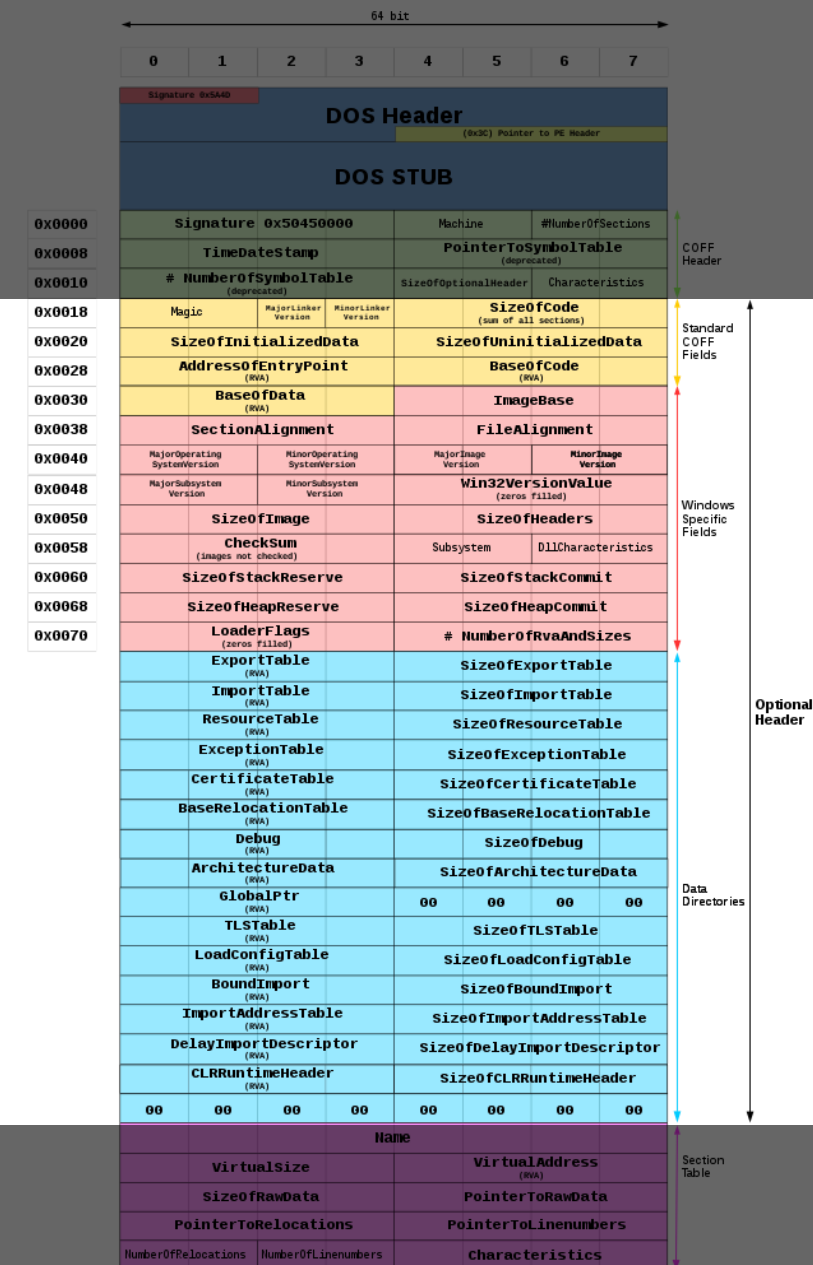 64 bit
0 1 2 3 4 5 6 7
Signature 0x5A4D
DOS Header
(0x3C) Pointer to PE Header
DOS STUB
0x0000 Signature 0x50450000 Machine #NumberOfSections
0x0008 TimeDateStamp PointerToSymbolTable
(deprecated)
COFF
Header
0x0010 # NumberOfSymbolTable
(deprecated)
SizeOfOptionalHeader Characteristics
0x0018 Magic MajorLinker
Version
MinorLinker
Version
SizeOfCode
(sum of all sections)
Standard
COFF
Fields
0x0020 SizeOfInitializedData SizeOfUninitializedData
0x0028 AddressOfEntryPoint
(RVA)
BaseOfCode
(RVA)
0x0030 BaseOfData
(RVA)
ImageBase
0x0038 SectionAlignment FileAlignment
0x0040 MajorOperating
SystemVersion
MinorOperating
SystemVersion
MajorImage
Version
MinorImage
Version
0x0048 MajorSubsystem
Version
MinorSubsystem
Version
Win32VersionValue
(zeros filled)
Windows
Specific
Fields
0x0050 SizeOfImage SizeOfHeaders
0x0058 CheckSum
(images not checked)
Subsystem DllCharacteristics
0x0060 SizeOfStackReserve SizeOfStackCommit
0x0068 SizeOfHeapReserve SizeOfHeapCommit
0x0070 LoaderFlags
(zeros filled)
# NumberOfRvaAndSizes
ExportTable
(RVA)
SizeOfExportTable
ImportTable
(RVA)
SizeOfImportTable
Optional
Header
ResourceTable
(RVA)
SizeOfResourceTable
ExceptionTable
(RVA)
SizeOfExceptionTable
CertificateTable
(RVA)
SizeOfCertificateTable
BaseRelocationTable
(RVA)
SizeOfBaseRelocationTable
Debug
(RVA)
SizeOfDebug
ArchitectureData
(RVA)
SizeOfArchitectureData
Data
Directories
GlobalPtr
(RVA)
00 00 00 00
TLSTable
(RVA)
SizeOfTLSTable
LoadConfigTable
(RVA)
SizeOfLoadConfigTable
BoundImport
(RVA)
SizeOfBoundImport
ImportAddressTable
(RVA)
SizeOfImportAddressTable
DelayImportDescriptor
(RVA)
SizeOfDelayImportDescriptor
CLRRuntimeHeader
(RVA)
SizeOfCLRRuntimeHeader
00 00 00 00 00 00 00 00
Name
VirtualSize VirtualAddress
(RVA)
Section
Table
SizeOfRawData PointerToRawData
PointerToRelocations PointerToLinenumbers
NumberOfRelocations NumberOfLinenumbers Characteristics